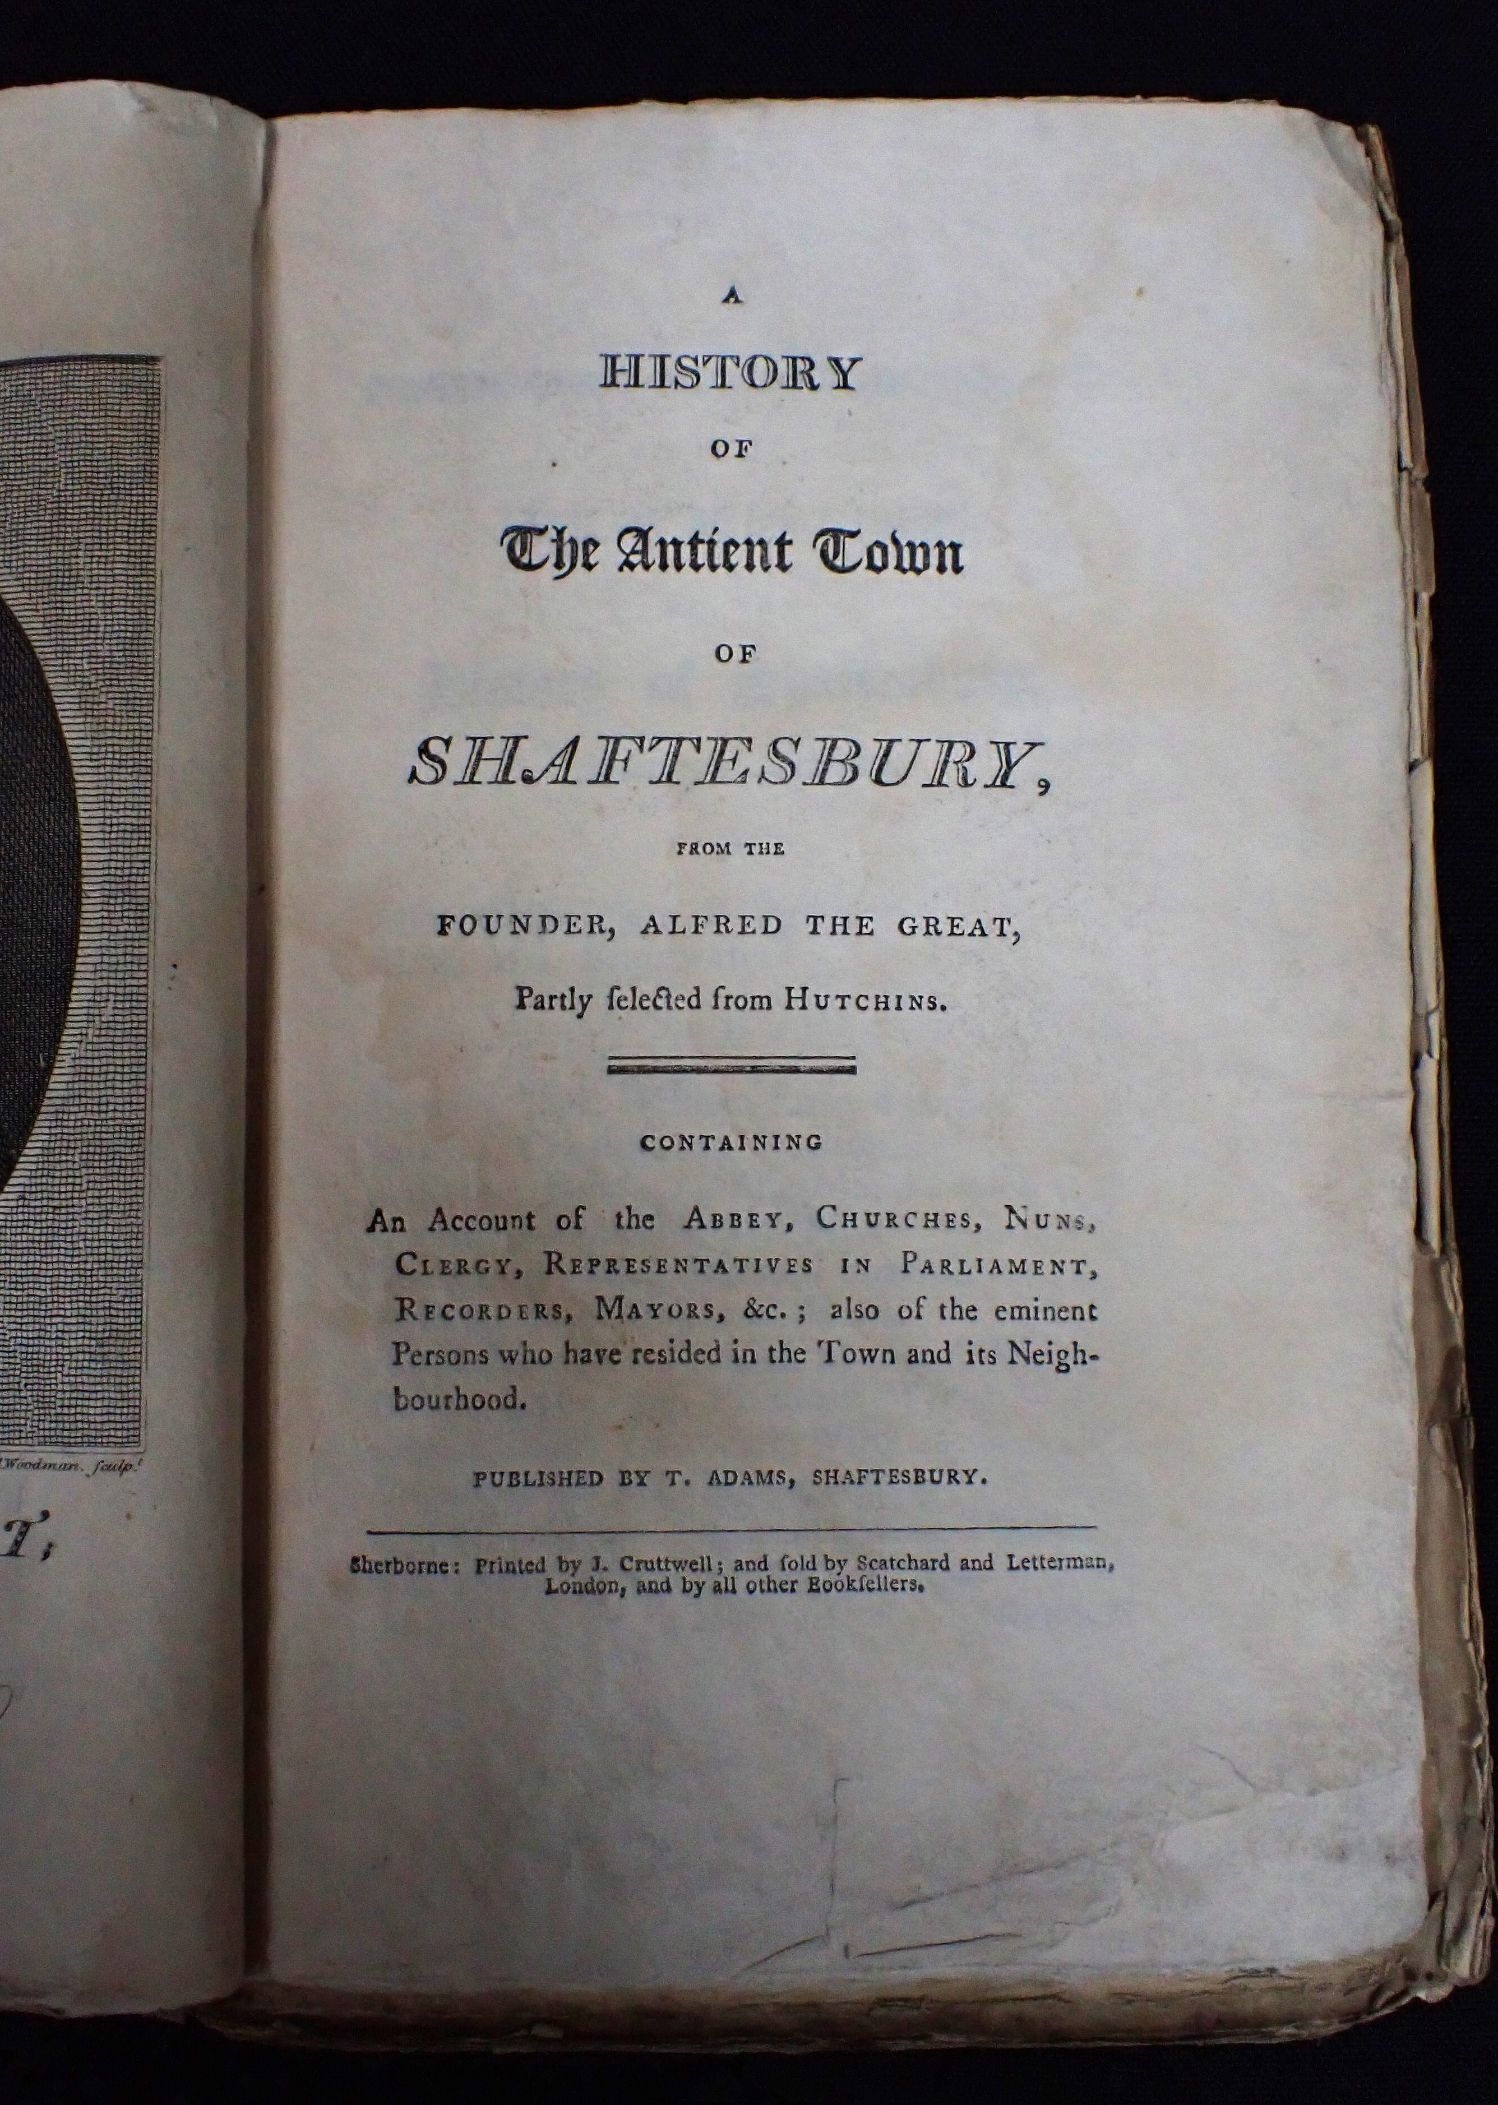 Woodman. ſculp.t
T,
A
HISTORY
OF
The Antient Town
OF
SHAFTESBURY,
FROM THE
FOUNDER, ALFRED THE GREAT,
Partly ſelected from HUTCHINS.
CONTAINING
An Account of the ABBEY, CHURCHES, NUNS,
CLERGY, REPRESENTATIVES IN PARLIAMENT,
RECORDERS, MAYORS, &c. ; also of the eminent
Persons who have resided in the Town and its Neigh-
bourhood.
PUBLISHED BY T. ADAMS, SHAFTESBURY.
Sherborne: Printed by J. Cruttwell; and ſold by Scatchard and Letterman,
London, and by all other Bookſellers.